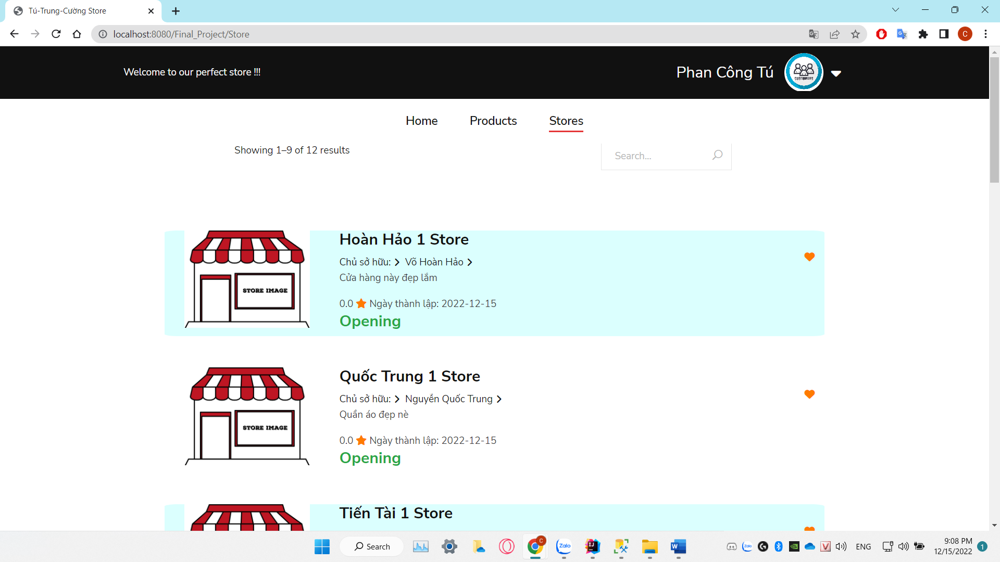 Tú-Trung-Cường Store
localhost:8080/Final_Project/Store
C
Welcome to our perfect store !!!
Phan Công Tú
CUSTOMERS
Home
Products
Stores
Showing 1–9 of 12 results
Search...
STORE IMAGE
Hoàn Hảo 1 Store
Chủ sở hữu: Võ Hoàn Hảo
Cửa hàng này đẹp lắm
0.0 Ngày thành lập: 2022-12-15
Opening
STORE IMAGE
Quốc Trung 1 Store
Chủ sở hữu: Nguyễn Quốc Trung
Quần áo đẹp nè
0.0 Ngày thành lập: 2022-12-15
Opening
Tiến Tài 1 Store
Search
C
Zalo
IJ
W
Zalo
V
ENG
9:08 PM
12/15/2022
1